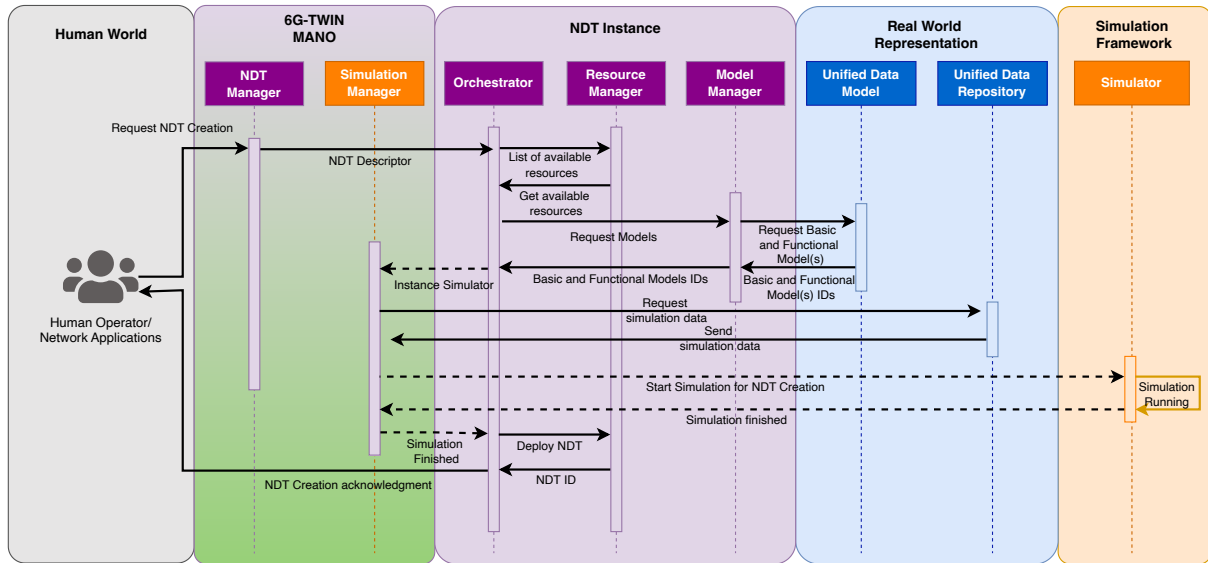 Human World
6G-TWIN
MANO
NDT Instance
Real World
Representation
Simulation
Framework
NDT
Manager
Simulation
Manager
Orchestrator
Resource
Manager
Model
Manager
Unified Data
Model
Unified Data
Repository
Simulator
Request NDT Creation
NDT Descriptor
List of available
resources
Get available
resources
Request Models
Request Basic
and Functional
Model(s)
Basic and Functional Models IDs
Basic and Functional
Model(s) IDs
Instance Simulator
Request
simulation data
Send
simulation data
Human Operator/
Network Applications
Start Simulation for NDT Creation
Simulation
Running
Simulation finished
Simulation
Finished
Deploy NDT
NDT ID
NDT Creation acknowledgment